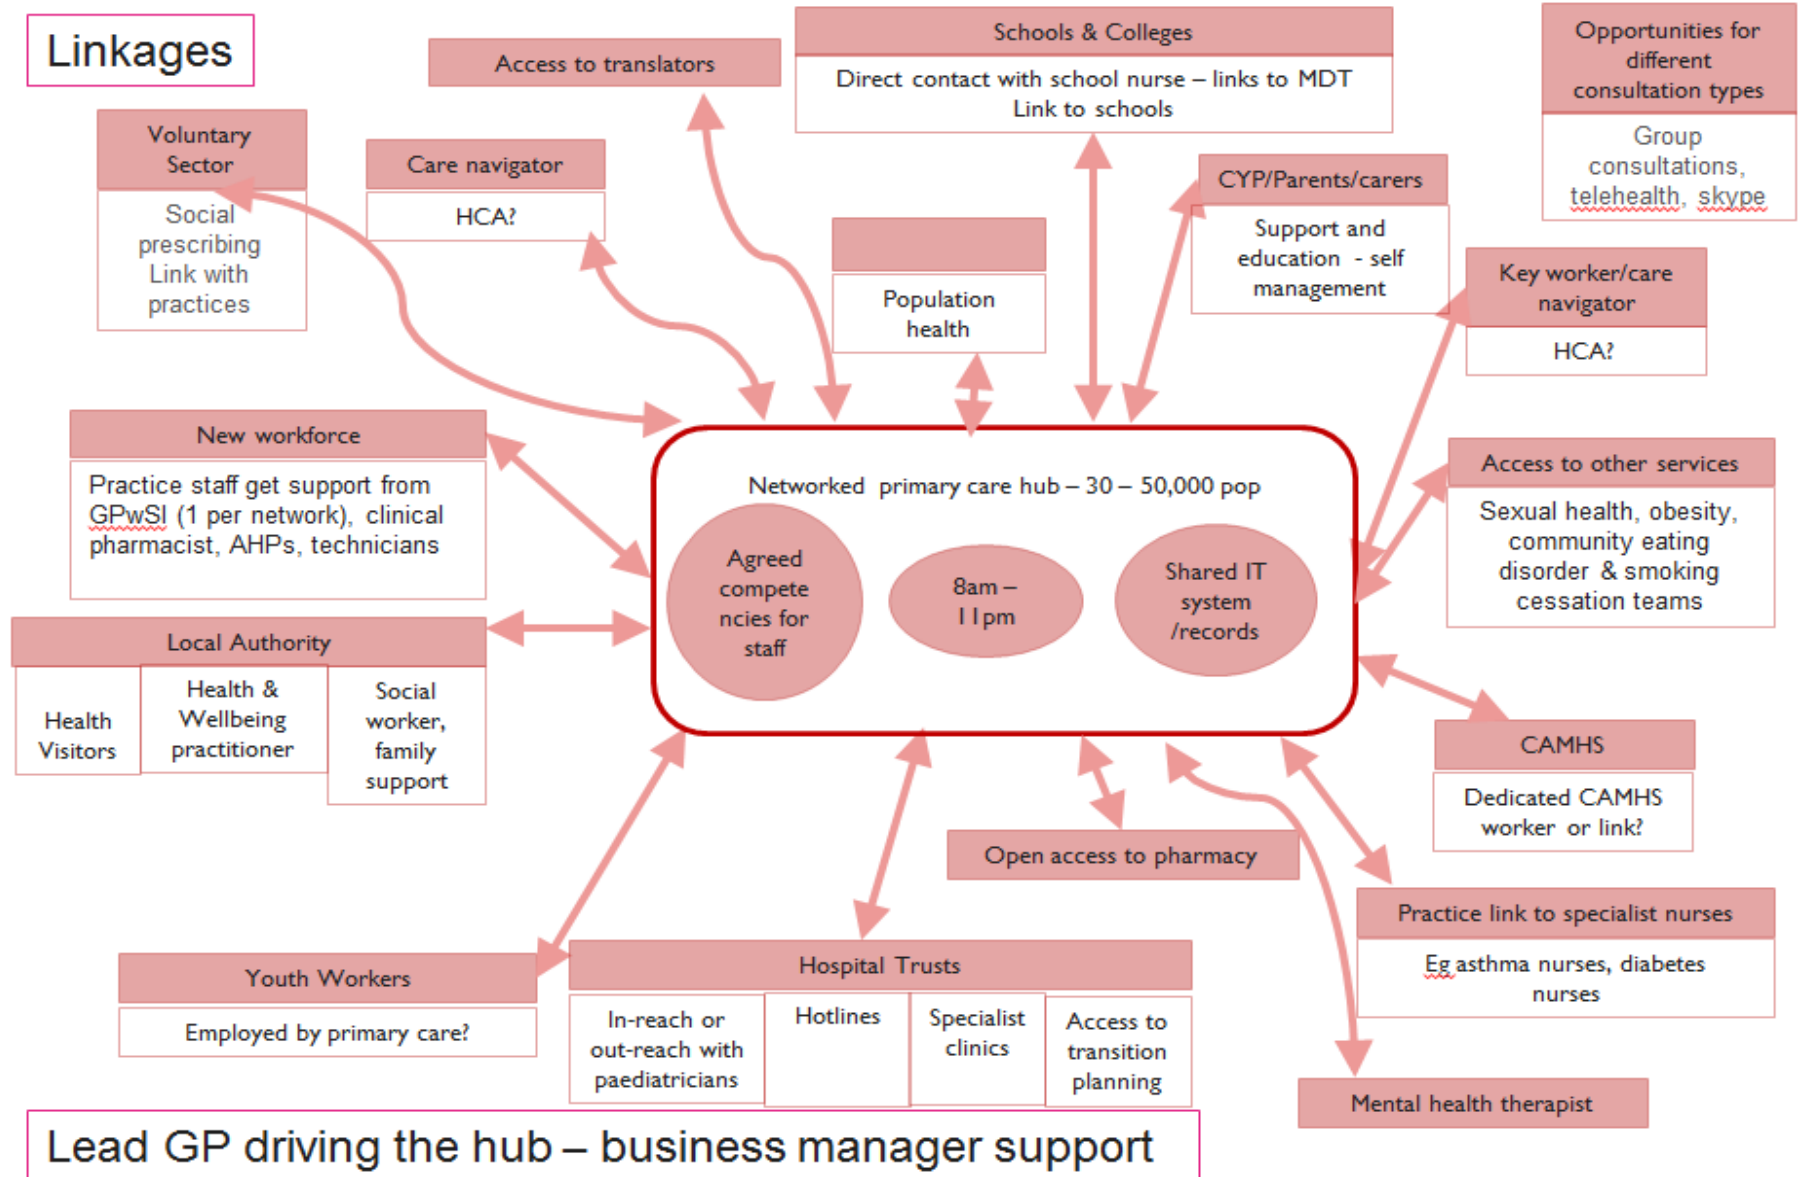 Linkages
Access to translators
Schools & Colleges
Direct contact with school nurse – links to MDT
Link to schools
Opportunities for
different
consultation types
Group
consultations,
telehealth, skype
Voluntary
Sector
Social
prescribing
Link with
practices
Care navigator
HCA?
Population
health
CYP/Parents/carers
Support and
education - self
management
Key worker/care
navigator
HCA?
New workforce
Practice staff get support from
GPwSI (1 per network), clinical
pharmacist, AHPs, technicians
Networked primary care hub – 30 – 50,000 pop
Agreed
compete
ncies for
staff
8am –
11pm
Shared IT
system
/records
Access to other services
Sexual health, obesity,
community eating
disorder & smoking
cessation teams
Local Authority
Health
Visitors
Health &
Wellbeing
practitioner
Social
worker,
family
support
CAMHS
Dedicated CAMHS
worker or link?
Open access to pharmacy
Practice link to specialist nurses
Eg asthma nurses, diabetes
nurses
Youth Workers
Employed by primary care?
Hospital Trusts
In-reach or
out-reach with
paediatricians
Hotlines
Specialist
clinics
Access to
transition
planning
Mental health therapist
Lead GP driving the hub – business manager support